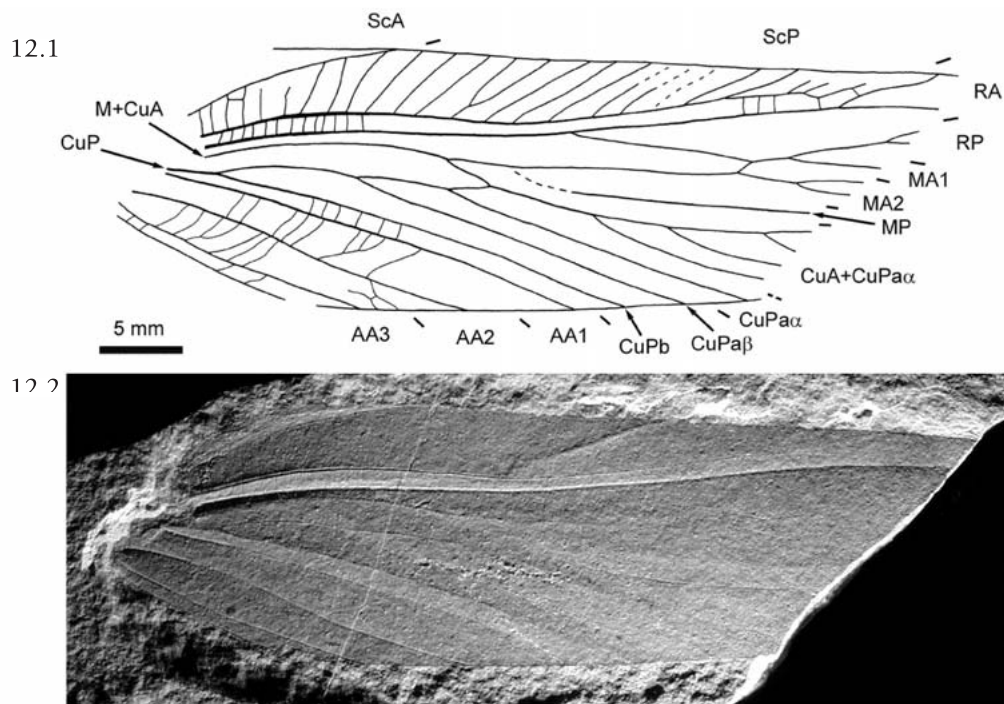 12.1
ScA
ScP
RA
M+CuA
CuP
RP
MA1
MA2
MP
CuA+CuPaα
CuPaα
CuPaβ
CuPb
AA1
AA2
AA3
5 mm
12.2